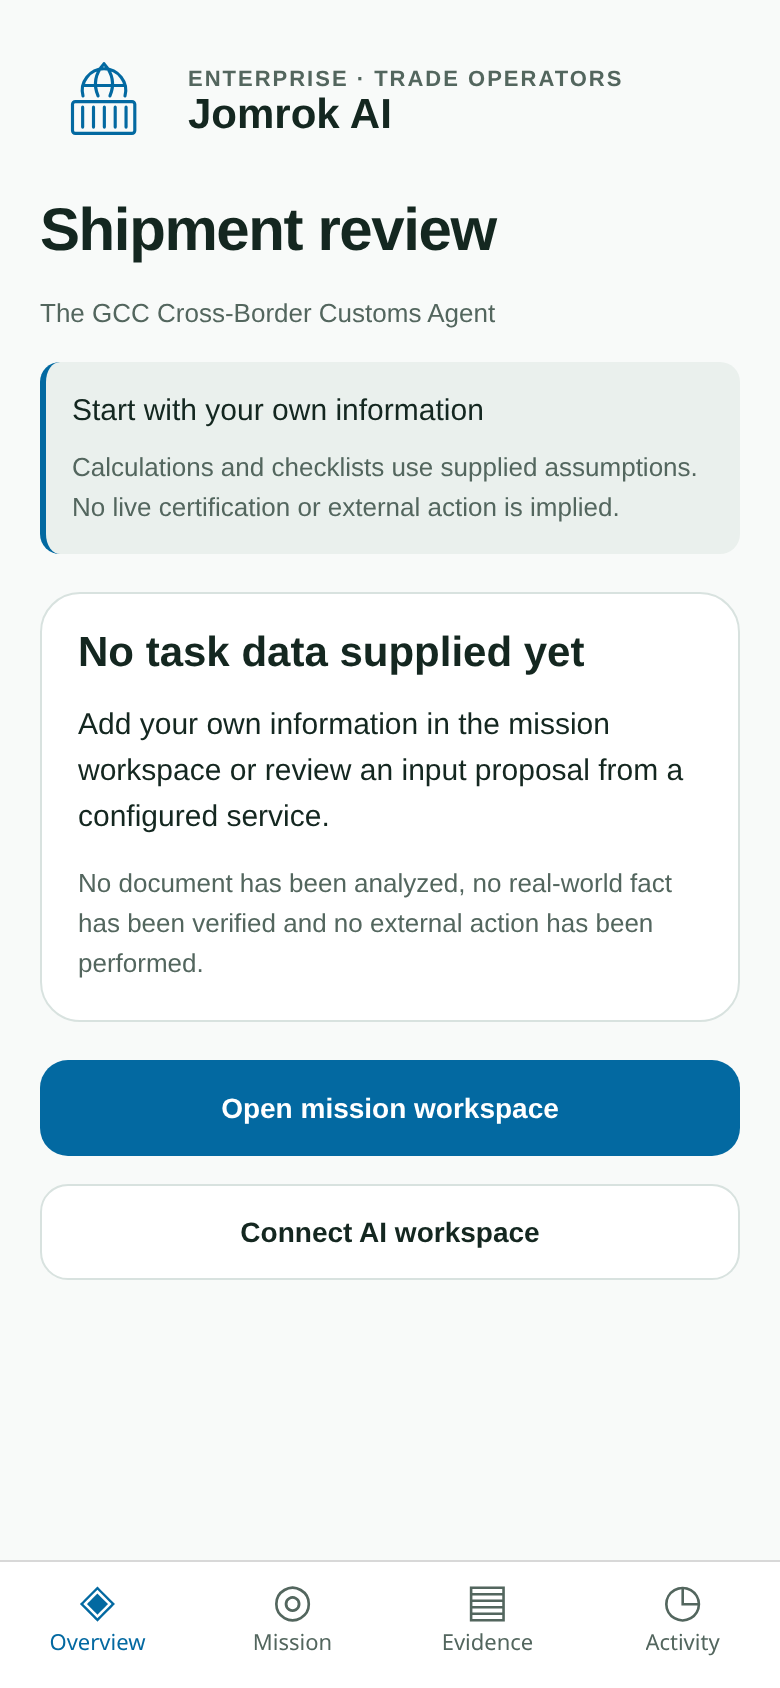 ENTERPRISE · TRADE OPERATORS
Jomrok AI
Shipment review
The GCC Cross-Border Customs Agent
Start with your own information
Calculations and checklists use supplied assumptions.
No live certification or external action is implied.
No task data supplied yet
Add your own information in the mission
workspace or review an input proposal from a
configured service.
No document has been analyzed, no real-world fact
has been verified and no external action has been
performed.
Open mission workspace
Connect AI workspace
Overview
Mission
Evidence
Activity